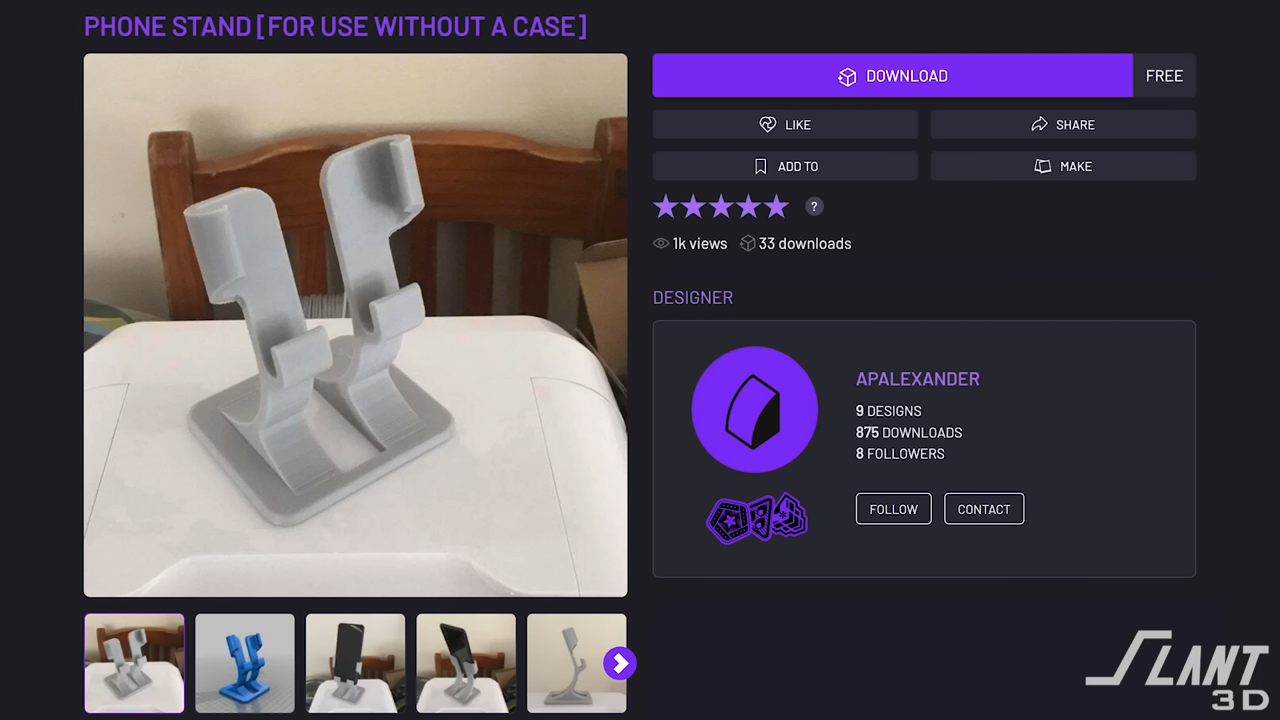 PHONE STAND [FOR USE WITHOUT A CASE]
DOWNLOAD
FREE
LIKE
SHARE
ADD TO
MAKE
?
1k views
33 downloads
DESIGNER
APALEXANDER
9 DESIGNS
875 DOWNLOADS
8 FOLLOWERS
FOLLOW
CONTACT
SLANT
3D